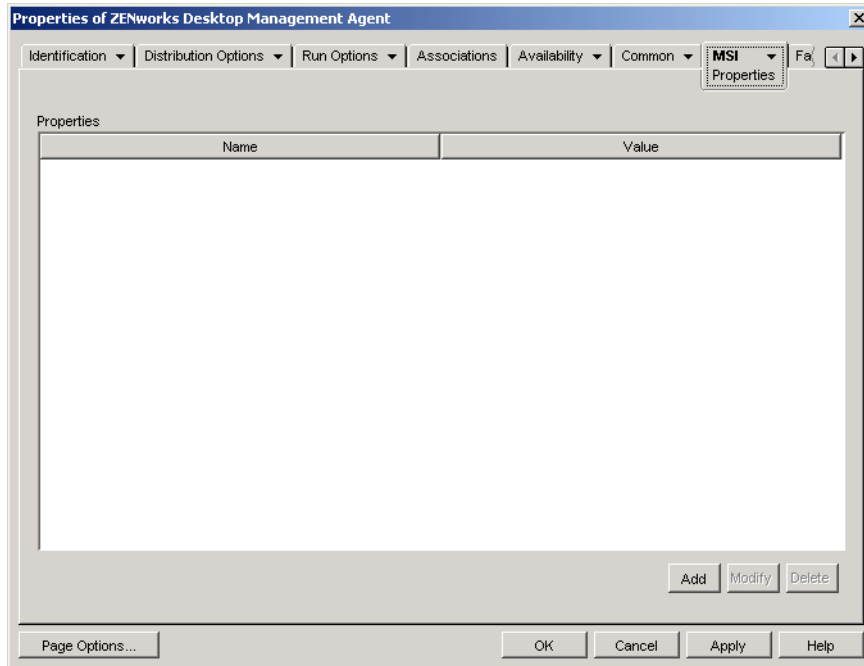 Properties of ZENworks Desktop Management Agent
Identification Distribution Options Run Options Associations Availability Common MSI
Properties
Properties
Name Value
Add Modify Delete
Page Options... OK Cancel Apply Help